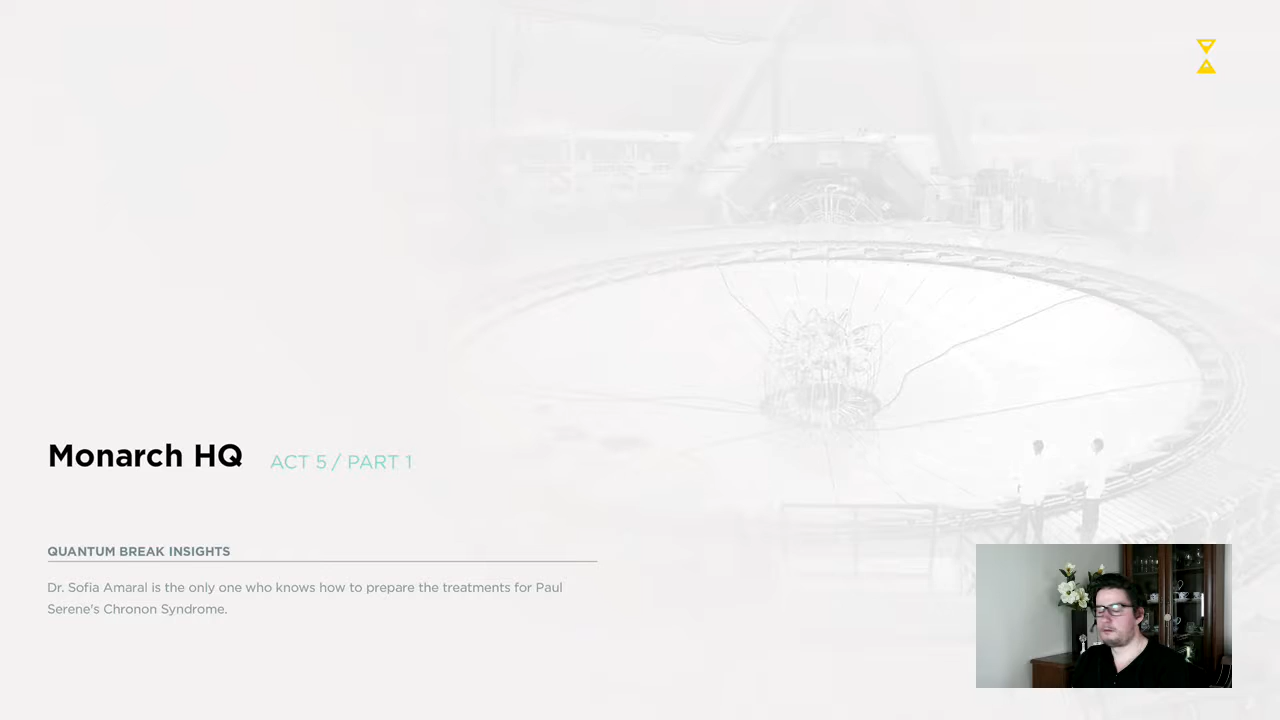 Monarch HQ ACT 5 / PART 1
QUANTUM BREAK INSIGHTS
Dr. Sofia Amaral is the only one who knows how to prepare the treatments for Paul
Serene's Chronon Syndrome.